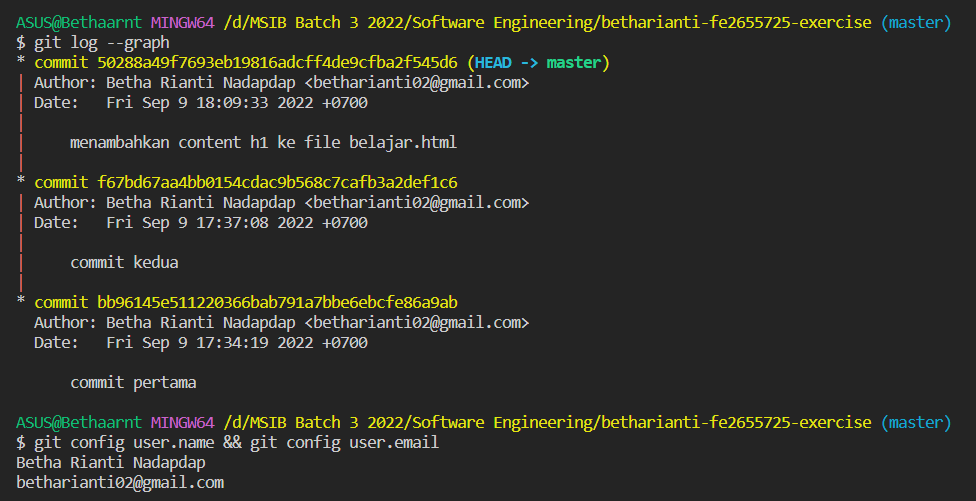 ASUS@Bethaarnt MINGW64 /d/MSIB Batch 3 2022/Software Engineering/betharianti-fe2655725-exercise (master)
$ git log --graph
* commit 50288a49f7693eb19816adcff4de9cfba2f545d6 (HEAD -> master)
| Author: Betha Rianti Nadapdap <betharianti02@gmail.com>
| Date:   Fri Sep 9 18:09:33 2022 +0700
|
|     menambahkan content h1 ke file belajar.html
|
* commit f67bd67aa4bb0154cdac9b568c7cafb3a2def1c6
| Author: Betha Rianti Nadapdap <betharianti02@gmail.com>
| Date:   Fri Sep 9 17:37:08 2022 +0700
|
|     commit kedua
|
* commit bb96145e511220366bab791a7bbe6ebcfe86a9ab
  Author: Betha Rianti Nadapdap <betharianti02@gmail.com>
  Date:   Fri Sep 9 17:34:19 2022 +0700

      commit pertama

ASUS@Bethaarnt MINGW64 /d/MSIB Batch 3 2022/Software Engineering/betharianti-fe2655725-exercise (master)
$ git config user.name && git config user.email
Betha Rianti Nadapdap
betharianti02@gmail.com